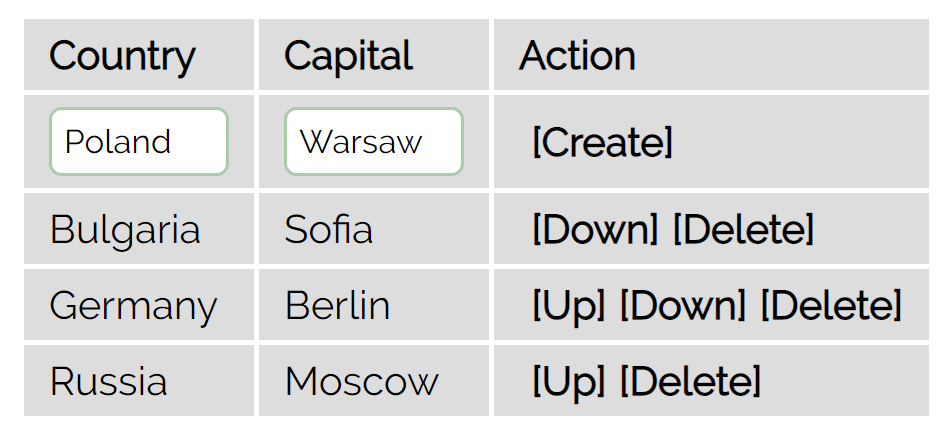 Country Capital Action
Poland Warsaw [Create]
Bulgaria Sofia [Down] [Delete]
Germany Berlin [Up] [Down] [Delete]
Russia Moscow [Up] [Delete]